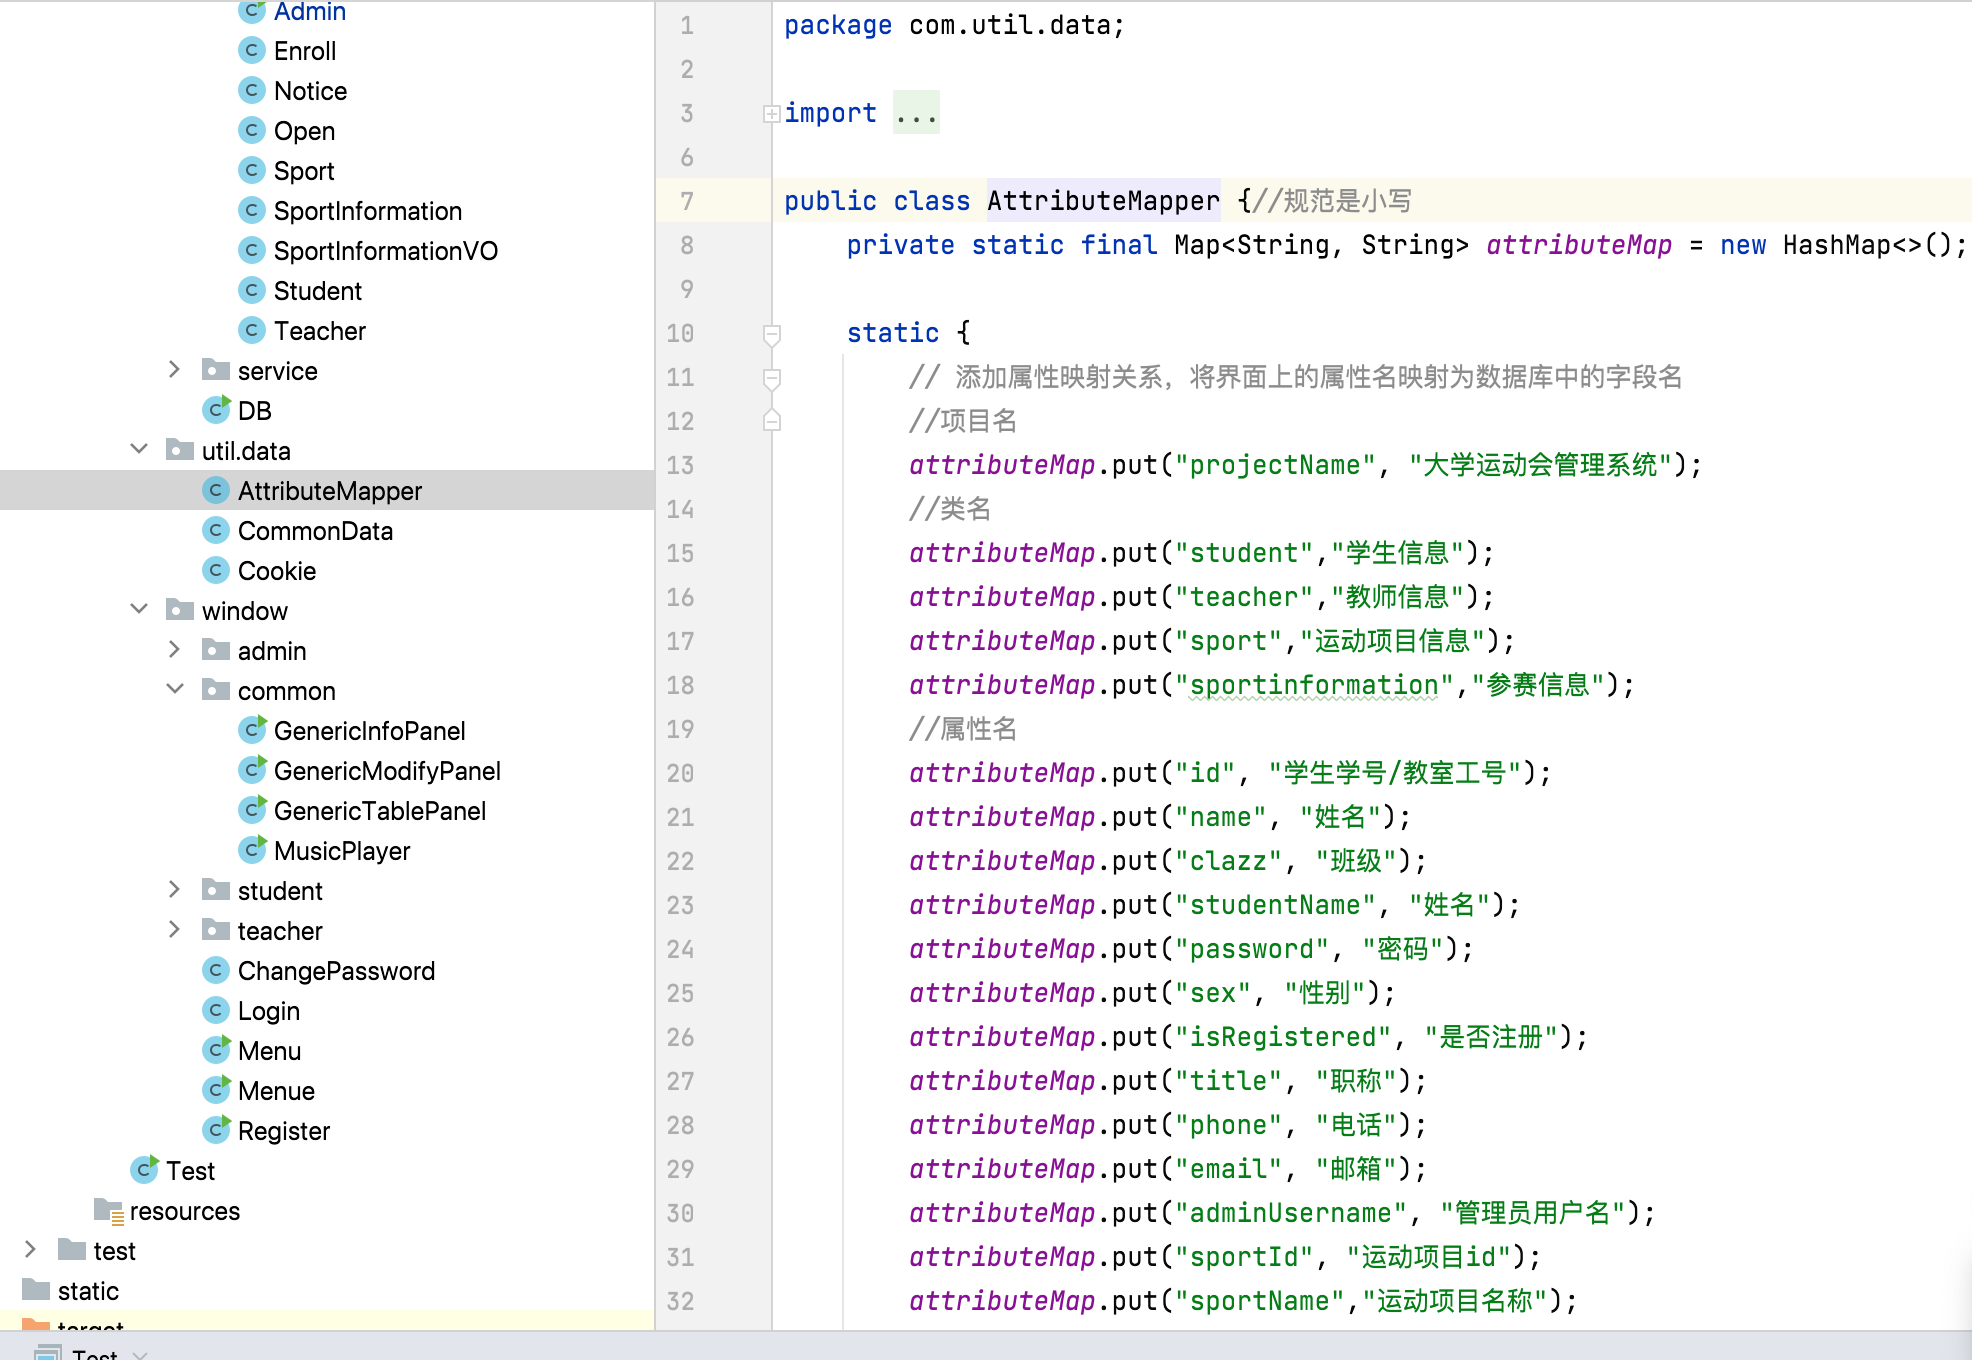 Admin
Enroll
Notice
Open
Sport
SportInformation
SportInformationVO
Student
Teacher
service
DB
util.data
AttributeMapper
CommonData
Cookie
window
admin
common
GenericInfoPanel
GenericModifyPanel
GenericTablePanel
MusicPlayer
student
teacher
ChangePassword
Login
Menu
Menue
Register
Test
resources
test
static
target
Test
1 package com.util.data;
2
3 import ...
6
7 public class AttributeMapper {//规范是小写
8 private static final Map<String, String> attributeMap = new HashMap<>();
9
10 static {
11 // 添加属性映射关系，将界面上的属性名映射为数据库中的字段名
12 //项目名
13 attributeMap.put("projectName", "大学运动会管理系统");
14 //类名
15 attributeMap.put("student","学生信息");
16 attributeMap.put("teacher","教师信息");
17 attributeMap.put("sport","运动项目信息");
18 attributeMap.put("sportinformation","参赛信息");
19 //属性名
20 attributeMap.put("id", "学生学号/教室工号");
21 attributeMap.put("name", "姓名");
22 attributeMap.put("clazz", "班级");
23 attributeMap.put("studentName", "姓名");
24 attributeMap.put("password", "密码");
25 attributeMap.put("sex", "性别");
26 attributeMap.put("isRegistered", "是否注册");
27 attributeMap.put("title", "职称");
28 attributeMap.put("phone", "电话");
29 attributeMap.put("email", "邮箱");
30 attributeMap.put("adminUsername", "管理员用户名");
31 attributeMap.put("sportId", "运动项目id");
32 attributeMap.put("sportName","运动项目名称");